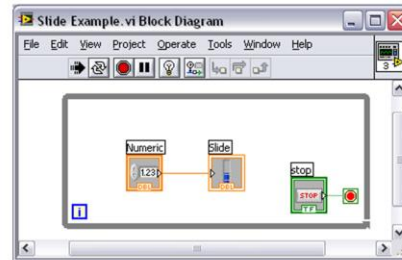 Slide Example.vi Block Diagram
File Edit View Project Operate Tools Window Help
3
Numeric
1.23
DBL
Slide
DBL
stop
STOP
TF
i